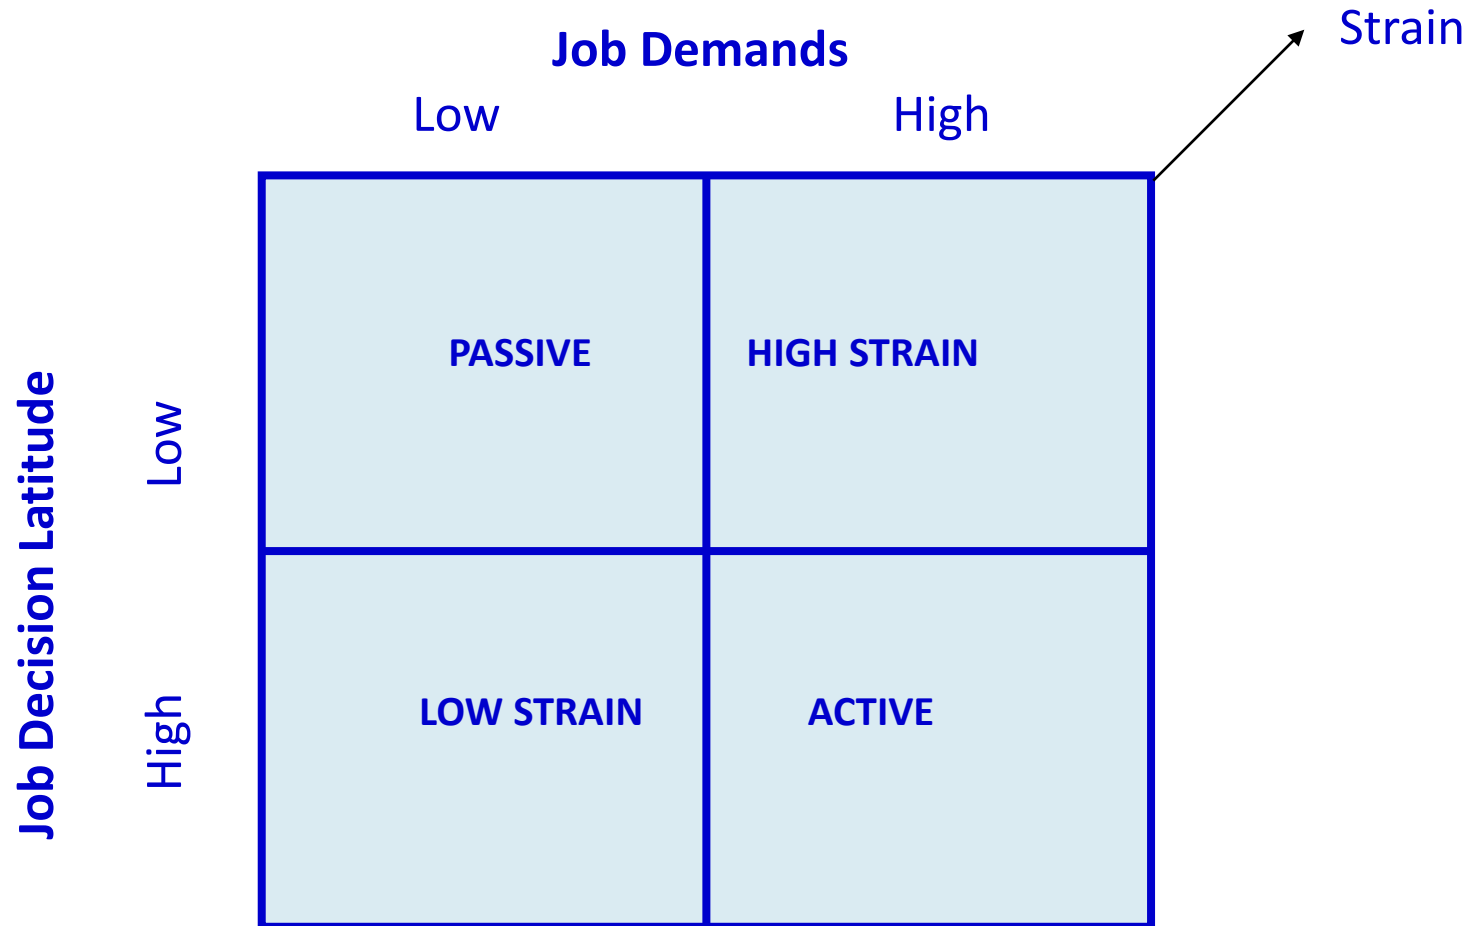 Strain
Job Demands
Low
High
PASSIVE
HIGH STRAIN
Job Decision Latitude
Low
High
LOW STRAIN
ACTIVE